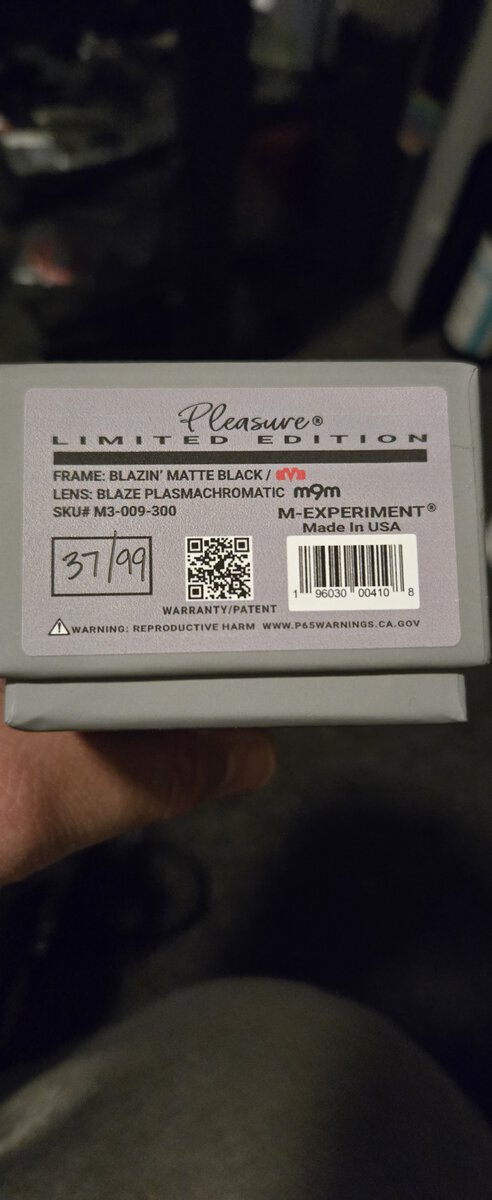 Pleasure®
LIMITED EDITION
FRAME: BLAZIN' MATTE BLACK /
LENS: BLAZE PLASMACHROMATIC m9m
SKU# M3-009-300
M-EXPERIMENT®
Made In USA
37/99
1 96030 00410 8
WARRANTY/PATENT
WARNING: REPRODUCTIVE HARM WWW.P65WARNINGS.CA.GOV